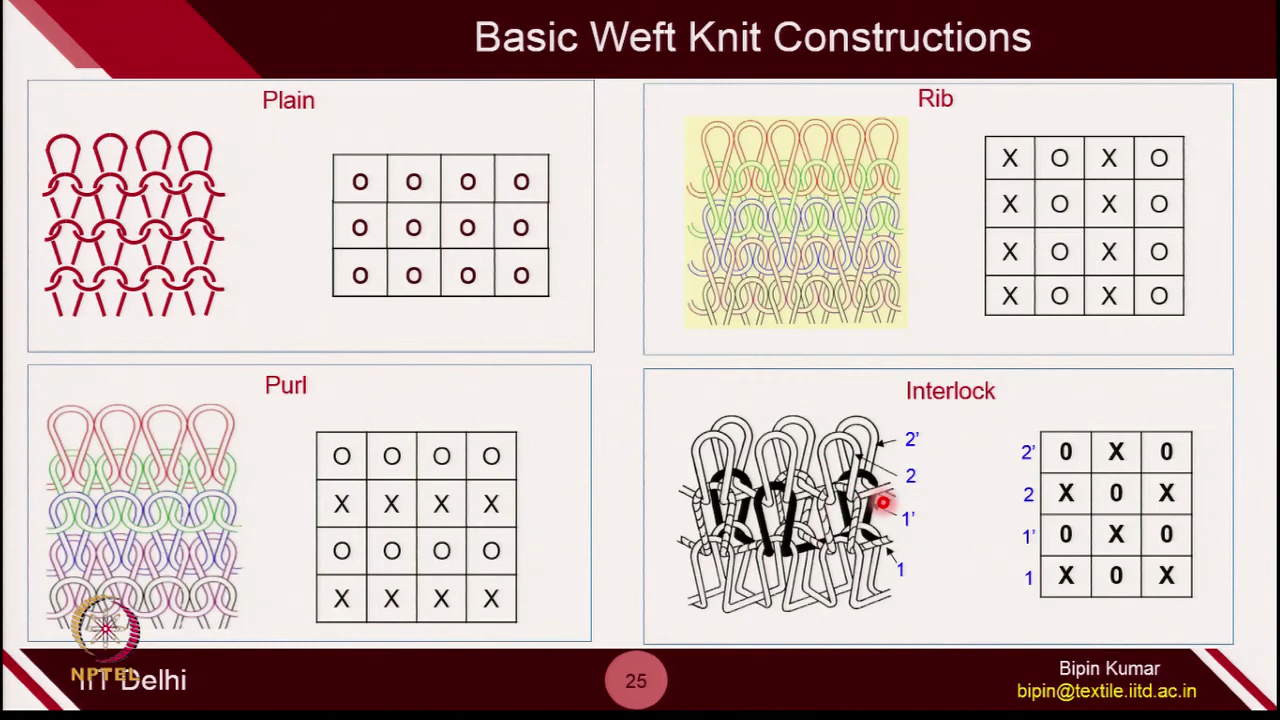 Basic Weft Knit Constructions
Plain
O O O O
O O O O
O O O O
Rib
X O X O
X O X O
X O X O
X O X O
Purl
O O O O
X X X X
O O O O
X X X X
Interlock
2'
2
1'
1
2' 0 X 0
2 X 0 X
1' 0 X 0
1 X 0 X
NPTEL
IIT Delhi
25
Bipin Kumar
bipin@textile.iitd.ac.in